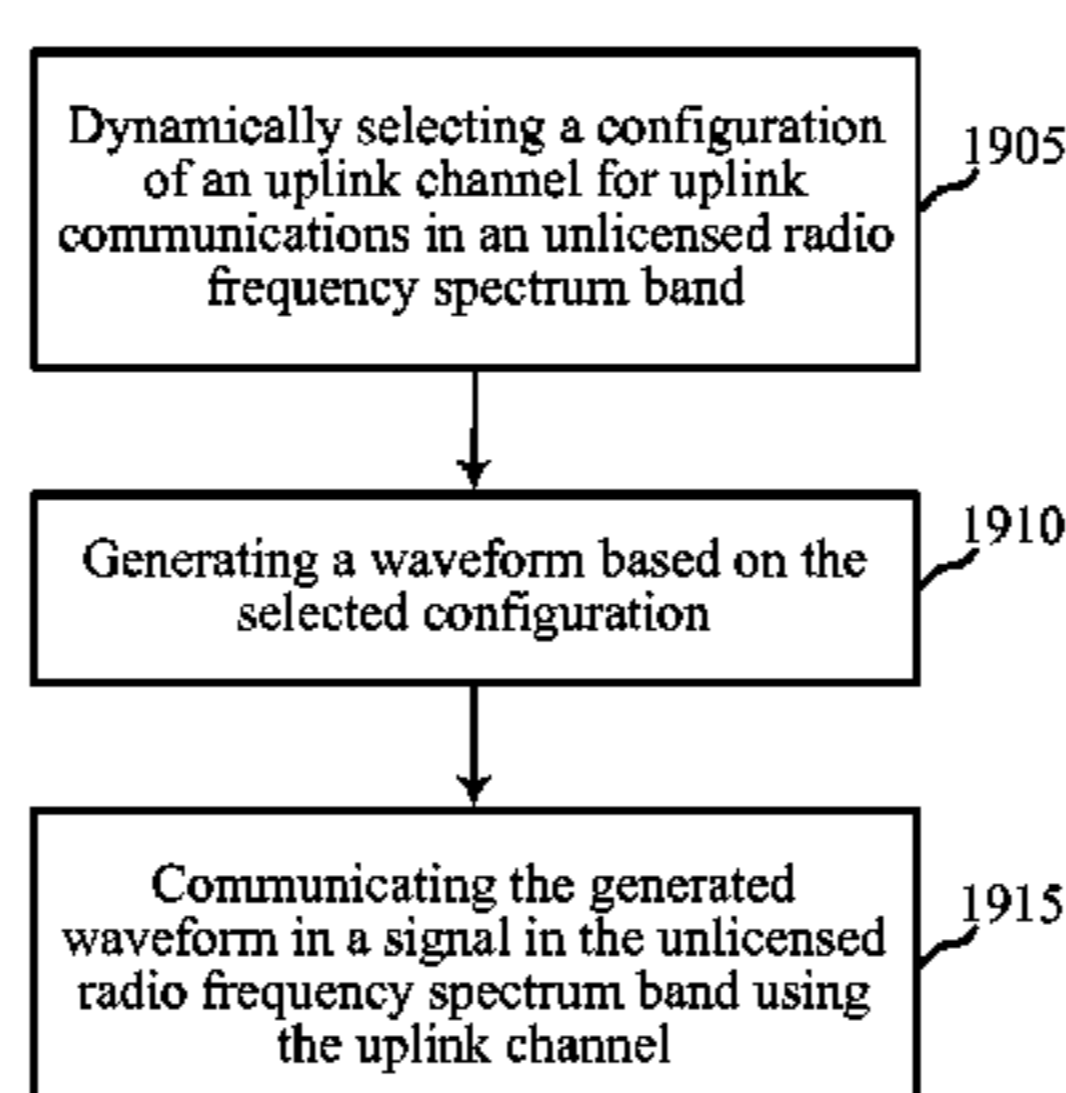 Dynamically selecting a configuration
of an uplink channel for uplink
communications in an unlicensed radio
frequency spectrum band
1905
Generating a waveform based on the
selected configuration
1910
Communicating the generated
waveform in a signal in the unlicensed
radio frequency spectrum band using
the uplink channel
1915